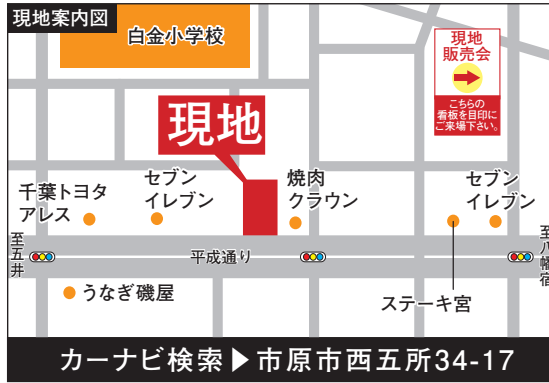 現地案内図
白金小学校
現地
販売会
こちらの
看板を目印に
ご来場下さい。
現地
千葉トヨタ
アレス
セブン
イレブン
焼肉
クラウン
セブン
イレブン
至五井
平成通り
至八幡宿
うなぎ磯屋
ステーキ宮
カーナビ検索▶市原市西五所34-17